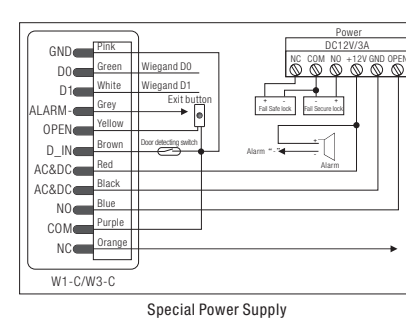 Power
DC12V/3A
NC COM NO +12V GND OPEN
GND Pink
D0 Green Wiegand D0
D1 White Wiegand D1
ALARM- Grey
Exit button
OPEN Yellow
D_IN Brown Door detecting switch
AC&DC Red
AC&DC Black
NO Blue
COM Purple
NC Orange
+ - + -
Fail Safe lock Fail Secure lock
+
-
Alarm "-"
Alarm
W1-C/W3-C
Special Power Supply